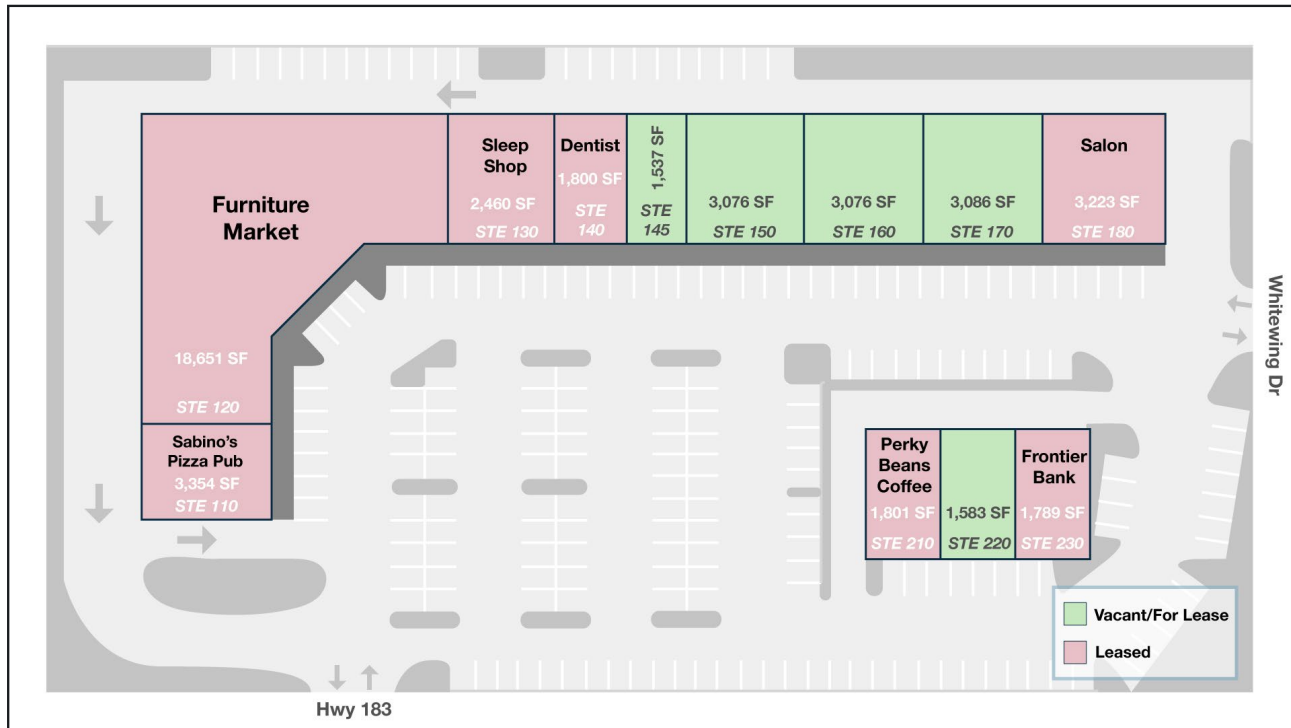 Furniture
Market
18,651 SF
STE 120
Sleep
Shop
2,460 SF
STE 130
Dentist
1,800 SF
STE
140
1,537 SF
STE
145
3,076 SF
STE 150
3,076 SF
STE 160
3,086 SF
STE 170
Salon
3,223 SF
STE 180
Sabino's
Pizza Pub
3,354 SF
STE 110
Perky
Beans
Coffee
1,801 SF
STE 210
1,583 SF
STE 220
Frontier
Bank
1,789 SF
STE 230
Whitewing Dr
Vacant/For Lease
Leased
Hwy 183